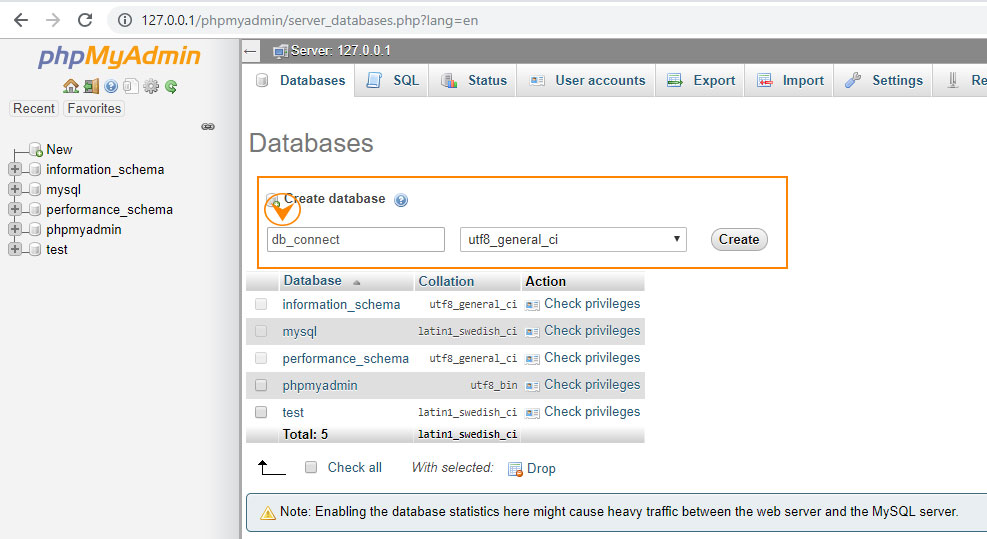 127.0.0.1/phpmyadmin/server_databases.php?lang=en
phpMyAdmin
Recent Favorites
New
information_schema
mysql
performance_schema
phpmyadmin
test
Server: 127.0.0.1
Databases SQL Status User accounts Export Import Settings Re
Databases
Create database
db_connect utf8_general_ci Create
Database Collation Action
information_schema utf8_general_ci Check privileges
mysql latin1_swedish_ci Check privileges
performance_schema utf8_general_ci Check privileges
phpmyadmin utf8_bin Check privileges
test latin1_swedish_ci Check privileges
Total: 5 latin1_swedish_ci
Check all With selected: Drop
Note: Enabling the database statistics here might cause heavy traffic between the web server and the MySQL server.